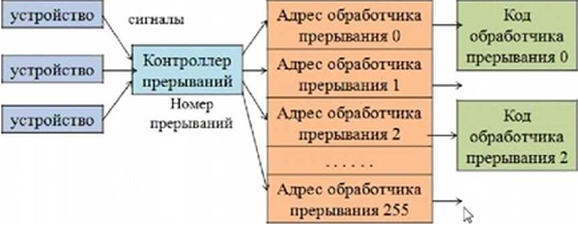 устройство
устройство
устройство
сигналы
Контроллер
прерываний
Номер
прерываний
Адрес обработчика
прерывания 0
Адрес обработчика
прерывания 1
Адрес обработчика
прерывания 2
. . . . . .
Адрес обработчика
прерывания 255
Код
обработчика
прерывания 0
Код
обработчика
прерывания 2